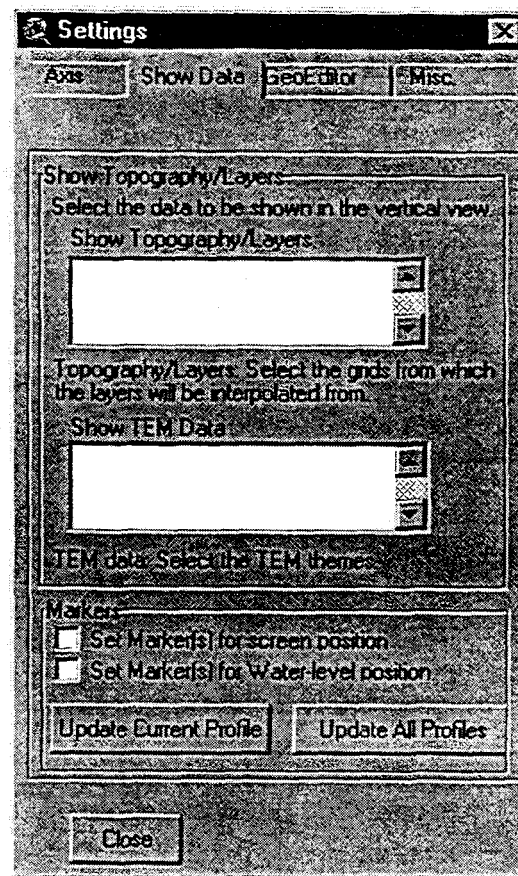 Settings
Axis Show Data GeoEditor Misc.
Show Topography/Layers
Select the data to be shown in the vertical view.
Show Topography/Layers
Topography/Layers: Select the grids from which
the layers will be interpolated from.
Show TEM Data
TEM data: Select the TEM themes.
Markers
Set Marker(s) for screen position
Set Marker(s) for Water-level position
Update Current Profile Update All Profiles
Close